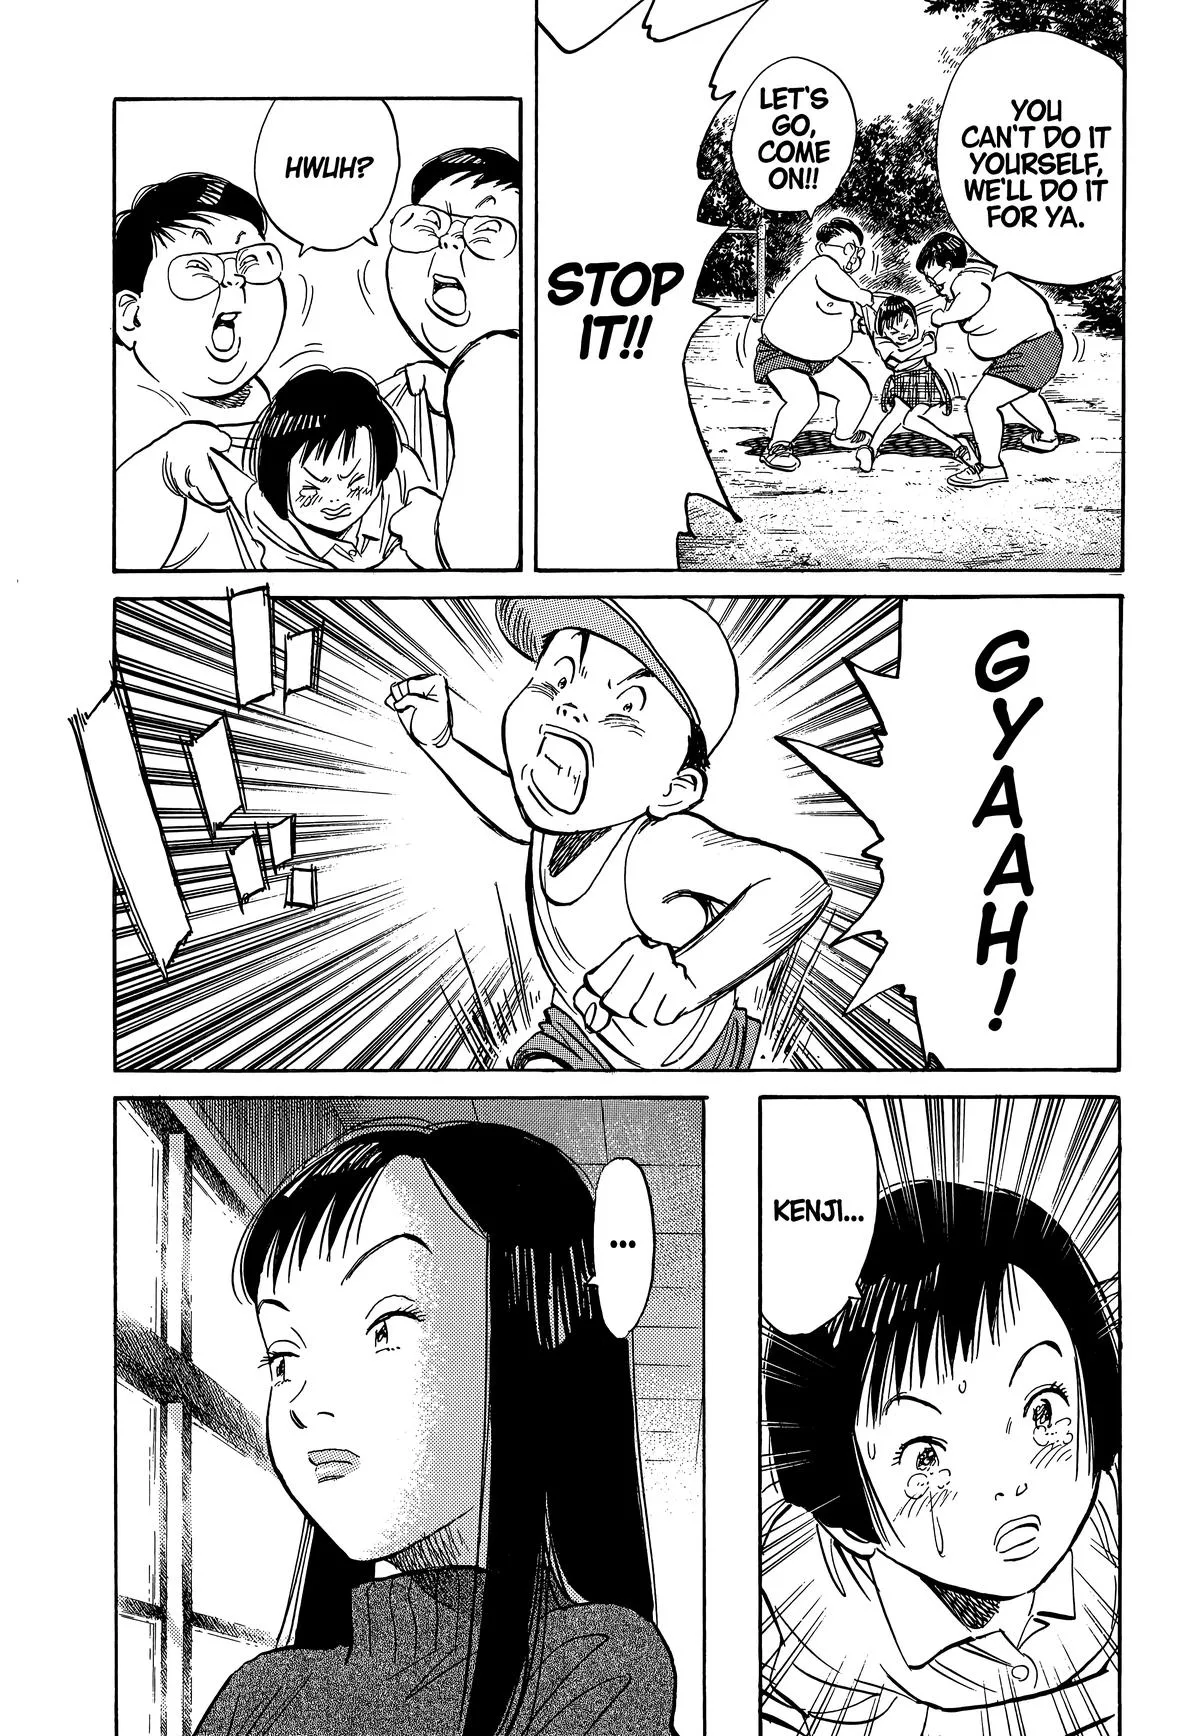 YOU
CAN'T DO IT
YOURSELF,
WE'LL DO IT
FOR YA.
LET'S
GO,
COME
ON!!
STOP
IT!!
HWUH?
GYAAH!
KENJI...
...